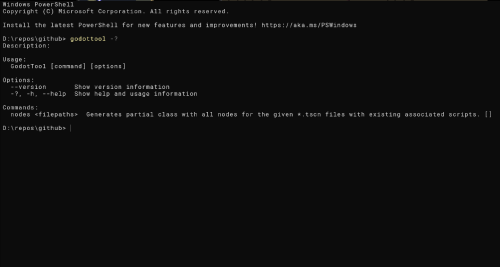 Windows PowerShell
Copyright (C) Microsoft Corporation. All rights reserved.
Install the latest PowerShell for new features and improvements! https://aka.ms/PSWindows
D:\repos\github> godottool -?
Description:
Usage:
GodotTool [command] [options]
Options:
--version Show version information
-?, -h, --help Show help and usage information
Commands:
nodes <filepaths> Generates partial class with all nodes for the given *.tscn files with existing associated scripts. []
D:\repos\github>